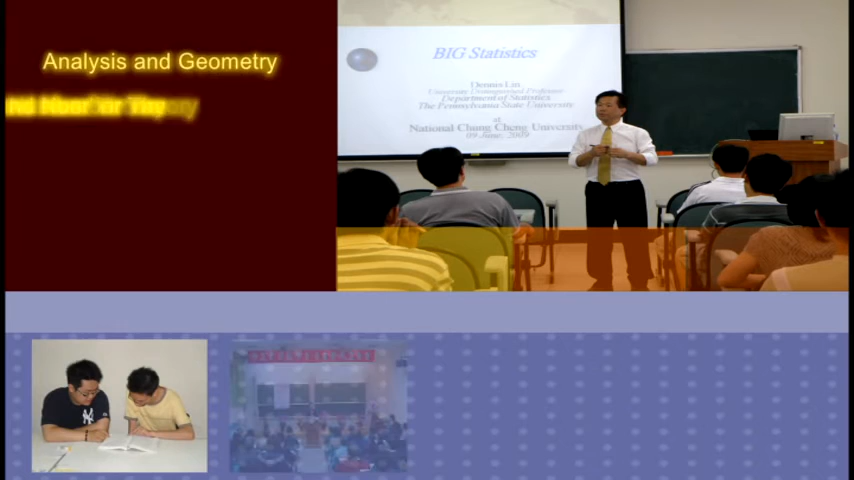 Analysis and Geometry
BIG Statistics
Dennis Lin
University Distinguished Professor
Department of Statistics
The Pennsylvania State University
at
National Chung Cheng University
09 June, 2009